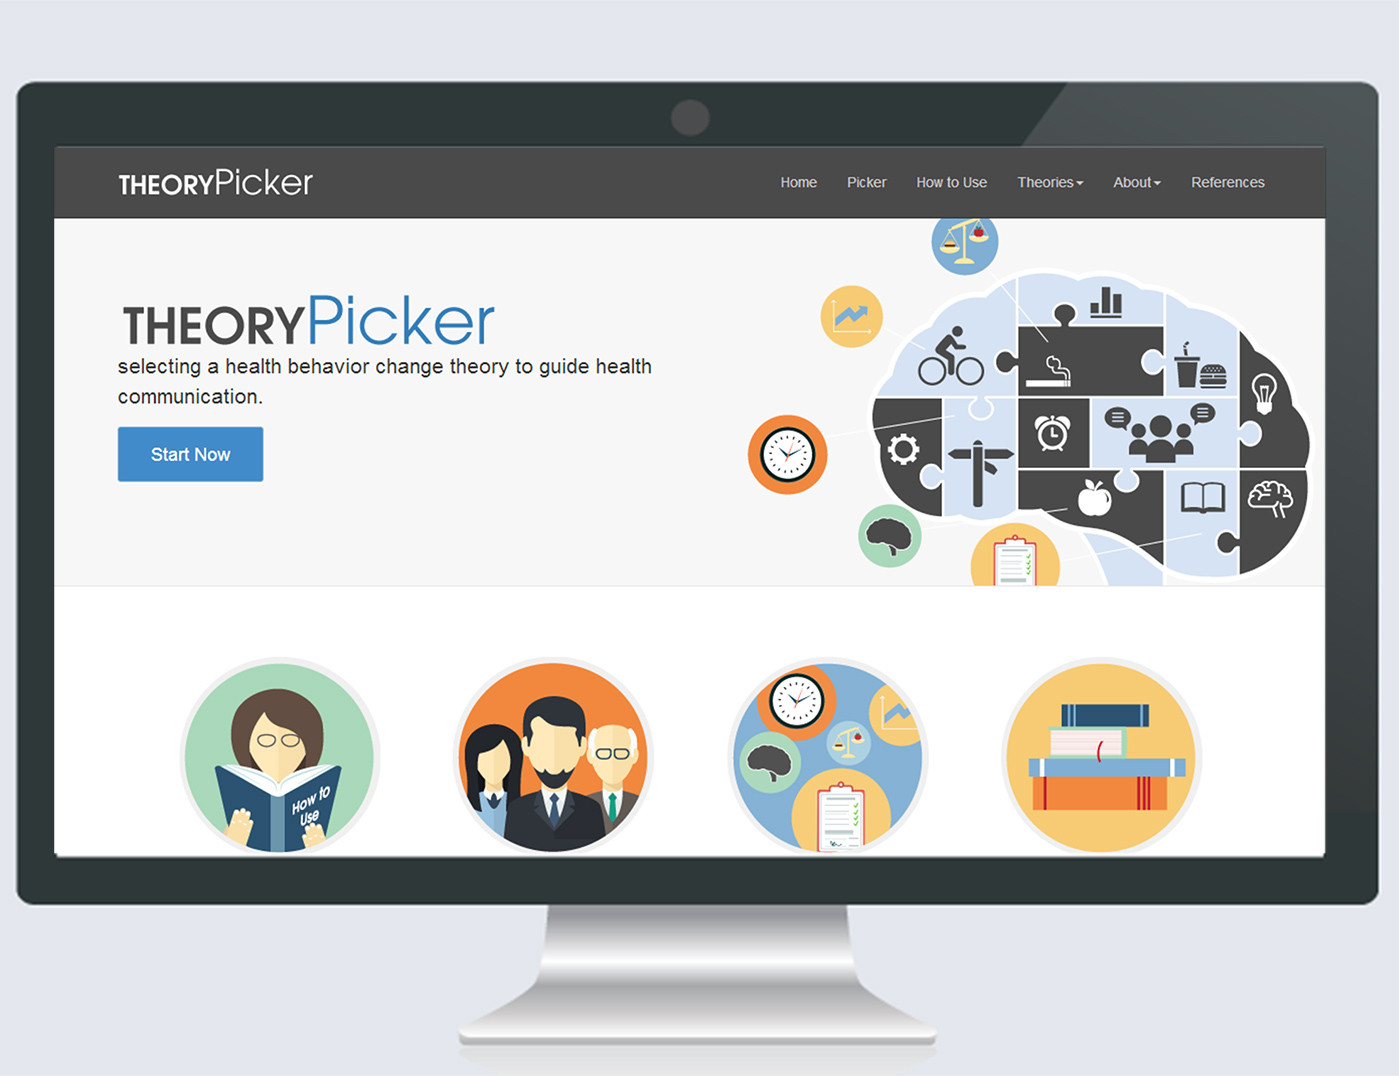 THEORYPicker
Home Picker How to Use Theories About References
THEORYPicker
selecting a health behavior change theory to guide health
communication.
Start Now
How to
Use